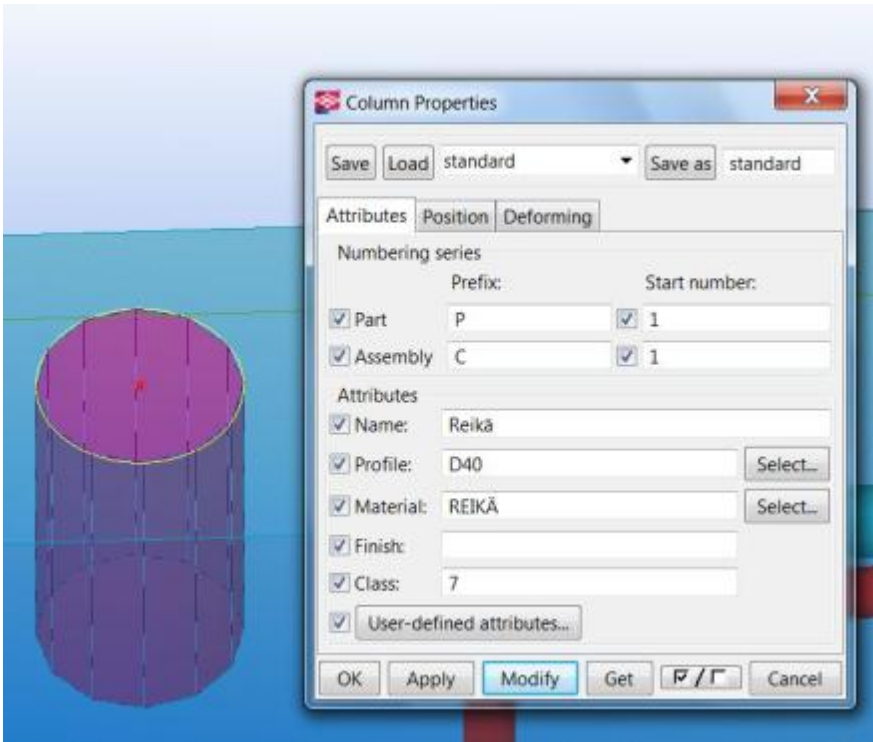 Column Properties
Save Load standard Save as standard
Attributes Position Deforming
Numbering series
Prefix: Start number:
Part P 1
Assembly C 1
Attributes
Name: Reikä
Profile: D40 Select...
Material: REIKÄ Select...
Finish:
Class: 7
User-defined attributes...
OK Apply Modify Get / Cancel